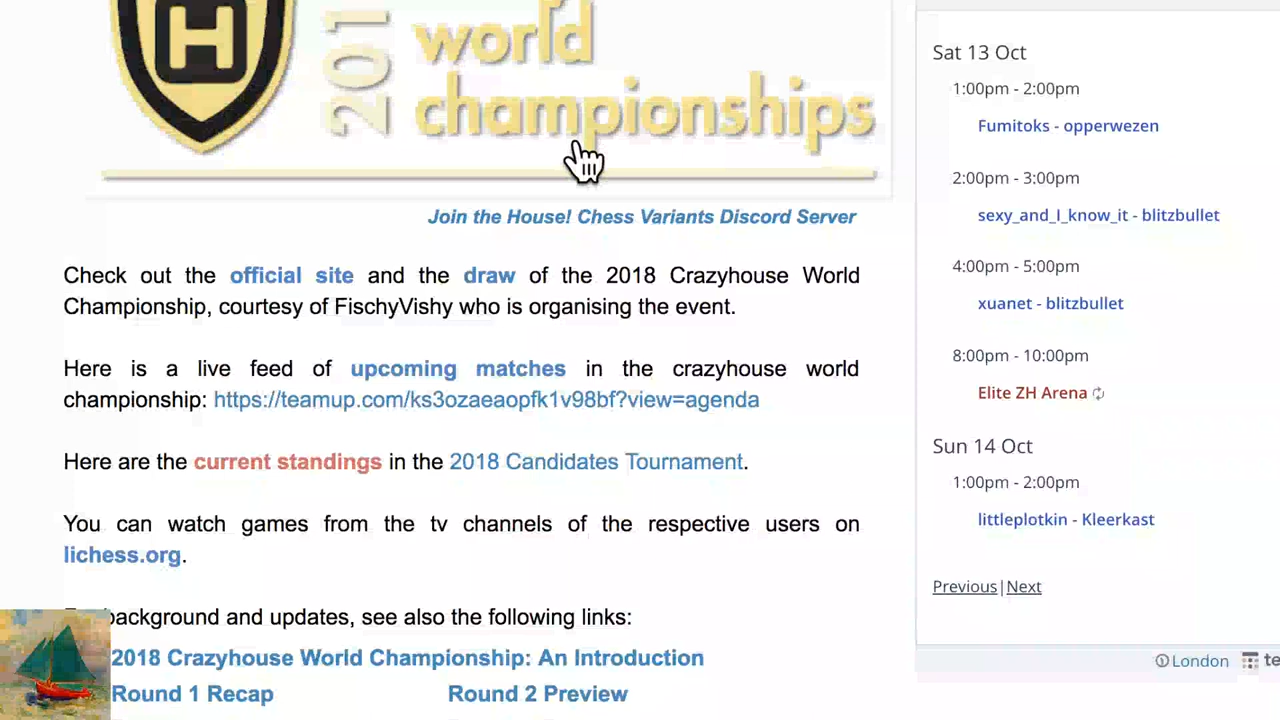 H
201
world
championships
Join the House! Chess Variants Discord Server
Check out the official site and the draw of the 2018 Crazyhouse World
Championship, courtesy of FischyVishy who is organising the event.
Here is a live feed of upcoming matches in the crazyhouse world
championship: https://teamup.com/ks3ozaeaopfk1v98bf?view=agenda
Here are the current standings in the 2018 Candidates Tournament.
You can watch games from the tv channels of the respective users on
lichess.org.
background and updates, see also the following links:
2018 Crazyhouse World Championship: An Introduction
Round 1 Recap Round 2 Preview
Sat 13 Oct
1:00pm - 2:00pm
Fumitoks - opperwezen
2:00pm - 3:00pm
sexy_and_I_know_it - blitzbullet
4:00pm - 5:00pm
xuanet - blitzbullet
8:00pm - 10:00pm
Elite ZH Arena
Sun 14 Oct
1:00pm - 2:00pm
littleplotkin - Kleerkast
Previous|Next
London te